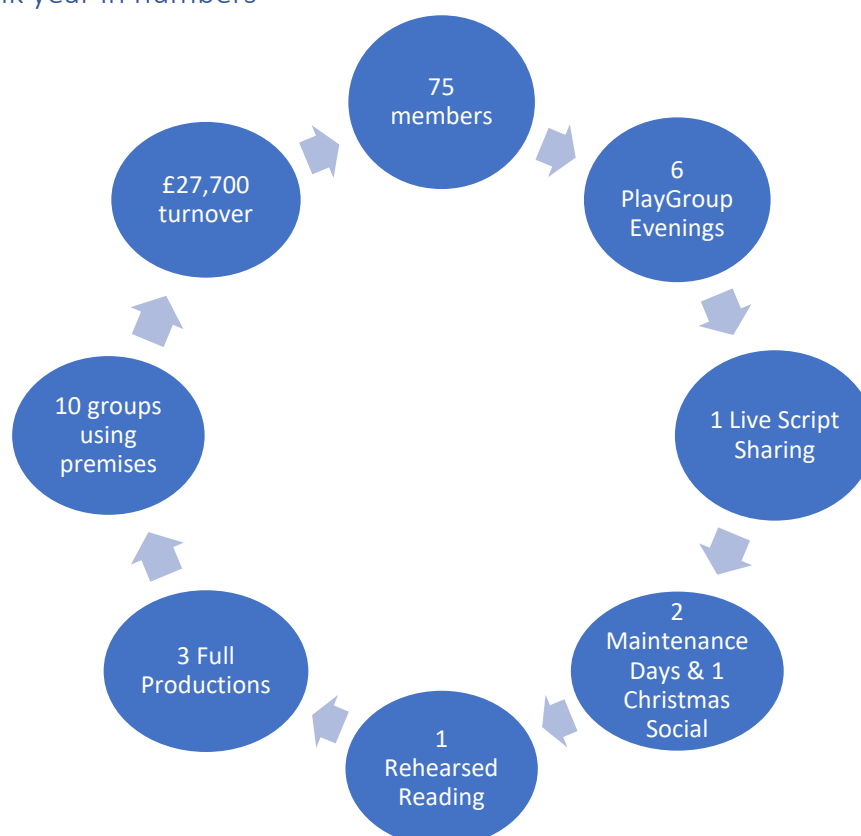 year in numbers
75
members
6
PlayGroup
Evenings
1 Live Script
Sharing
2
Maintenance
Days & 1
Christmas
Social
1
Rehearsed
Reading
3 Full
Productions
10 groups
using
premises
£27,700
turnover